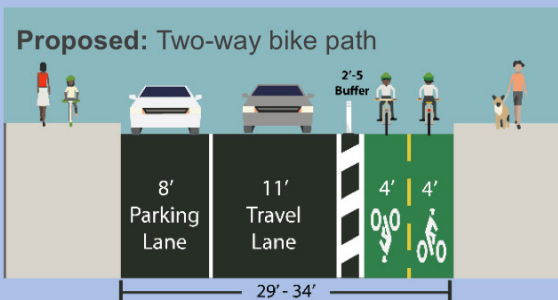 Proposed: Two-way bike path
2'-5
Buffer
8'
Parking
Lane
11'
Travel
Lane
4'
4'
29' - 34'